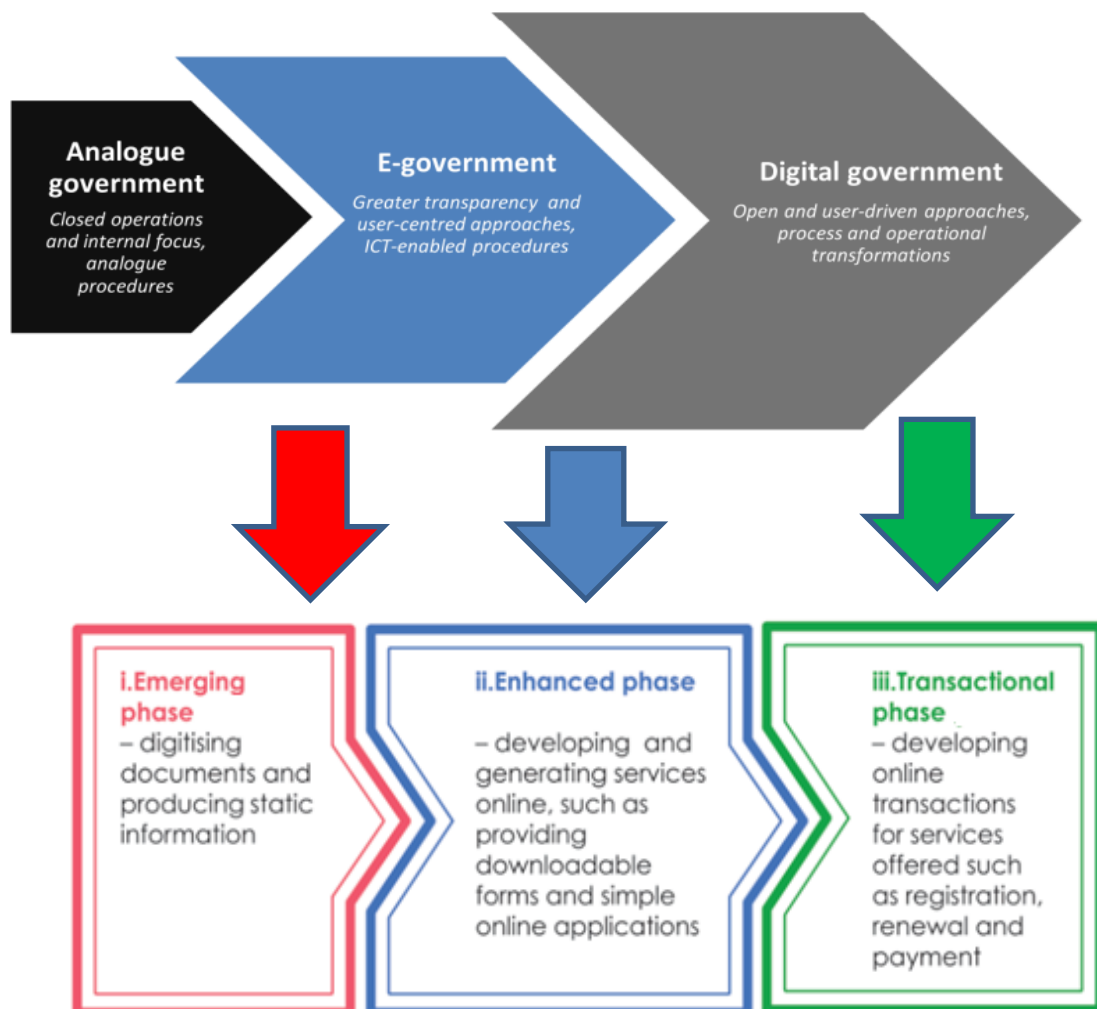 Analogue
government
Closed operations
and internal focus,
analogue
procedures
E-government
Greater transparency and
user-centred approaches,
ICT-enabled procedures
Digital government
Open and user-driven approaches,
process and operational
transformations
i.Emerging
phase
– digitising
documents and
producing static
information
ii.Enhanced phase
– developing and
generating services
online, such as
providing
downloadable
forms and simple
online applications
iii.Transactional
phase
– developing
online
transactions
for services
offered such
as registration,
renewal and
payment